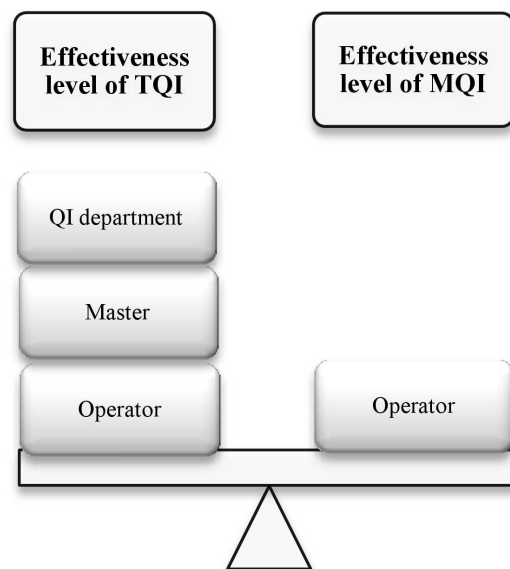 Effectiveness
level of TQI
Effectiveness
level of MQI
QI department
Master
Operator
Operator